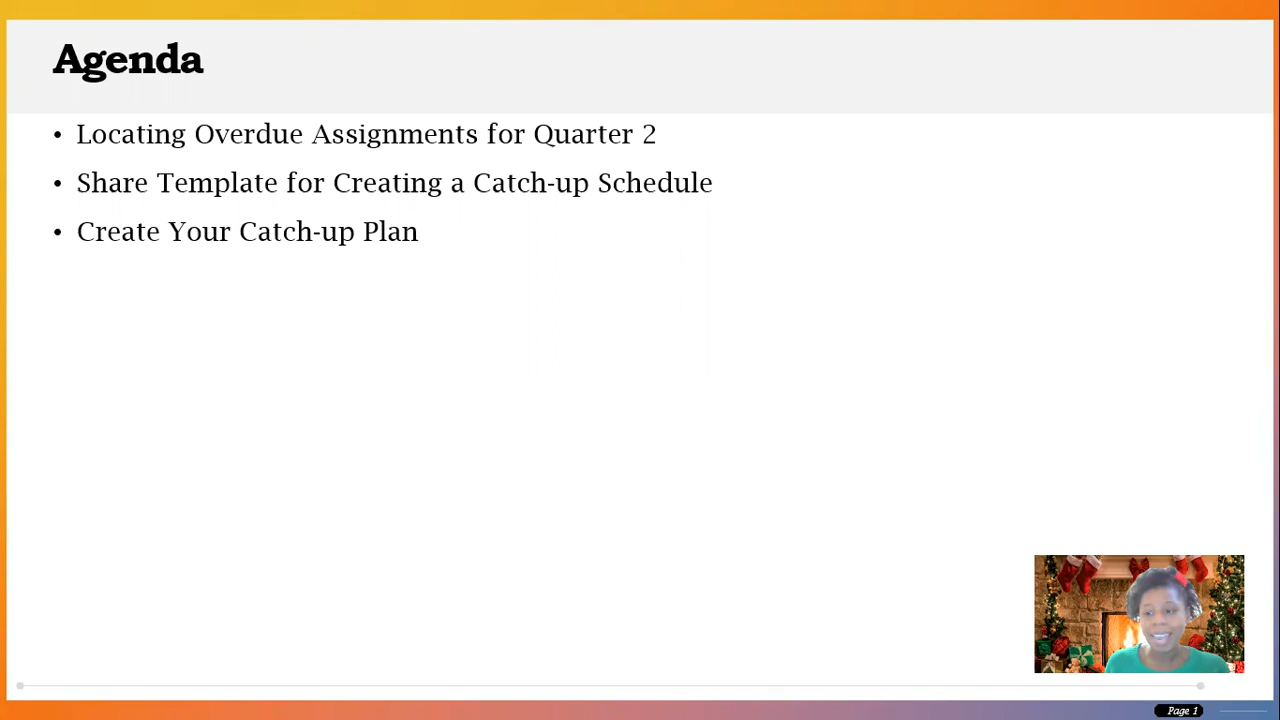 Agenda
• Locating Overdue Assignments for Quarter 2
• Share Template for Creating a Catch-up Schedule
• Create Your Catch-up Plan
Page 1